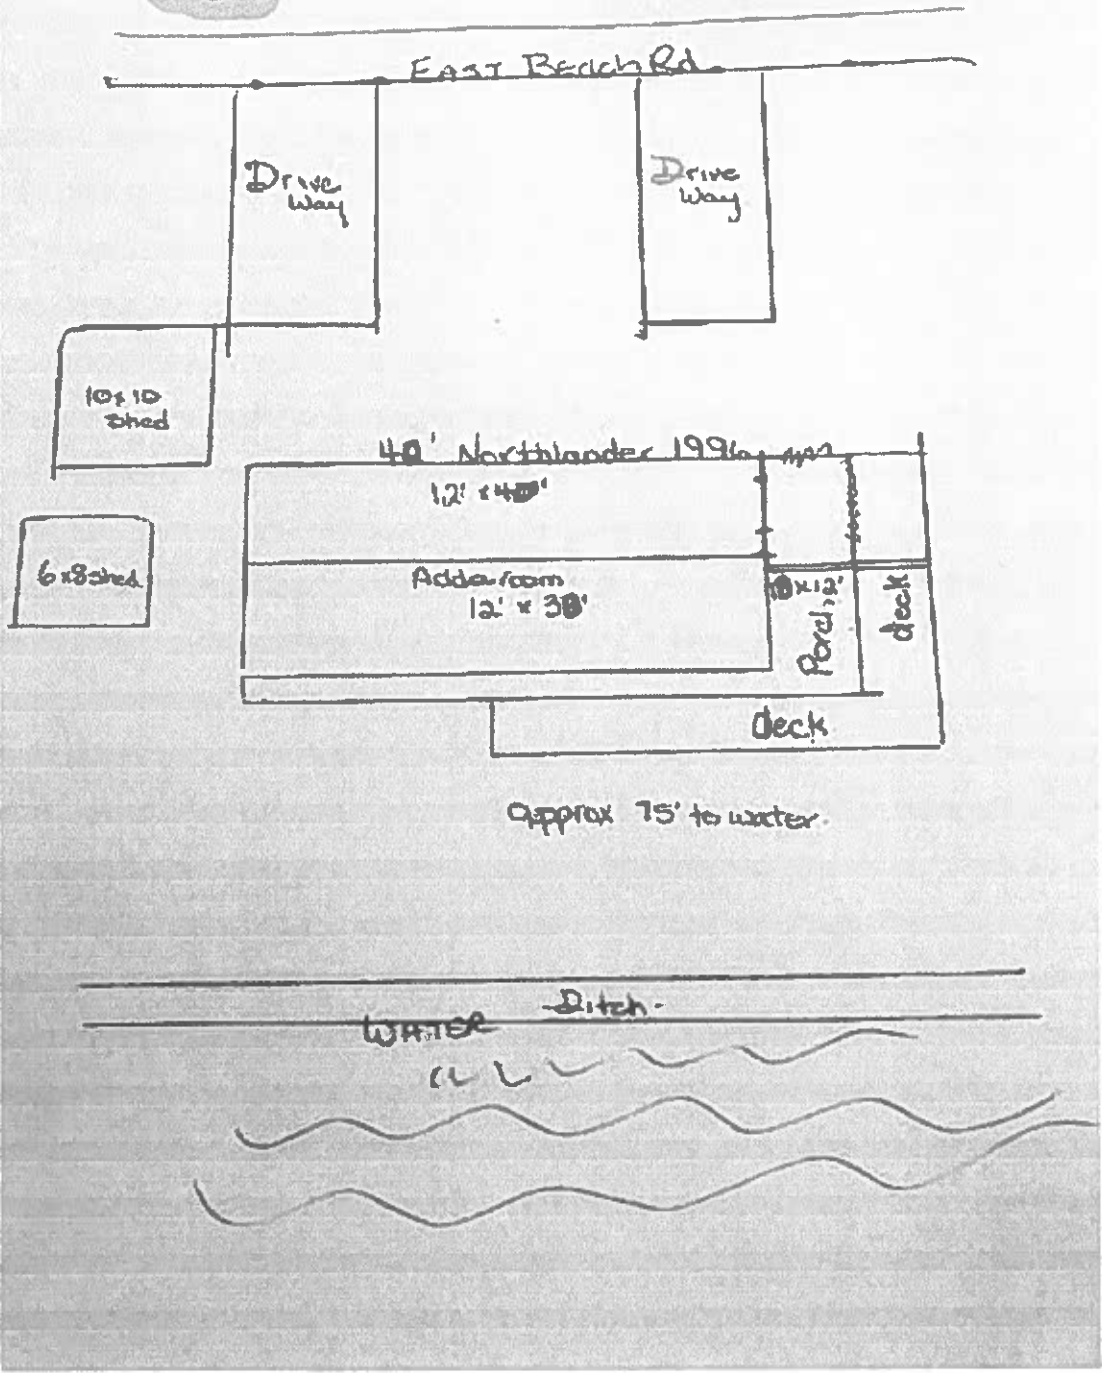 East Beach Rd.
Drive
Way
Drive
Way
10x10
Shed
40' Northlander 1996
12' x 40'
6x8 shed
Addaroom
12' x 30'
10x12'
Porch
deck
deck
approx 75' to water.
Ditch
WATER